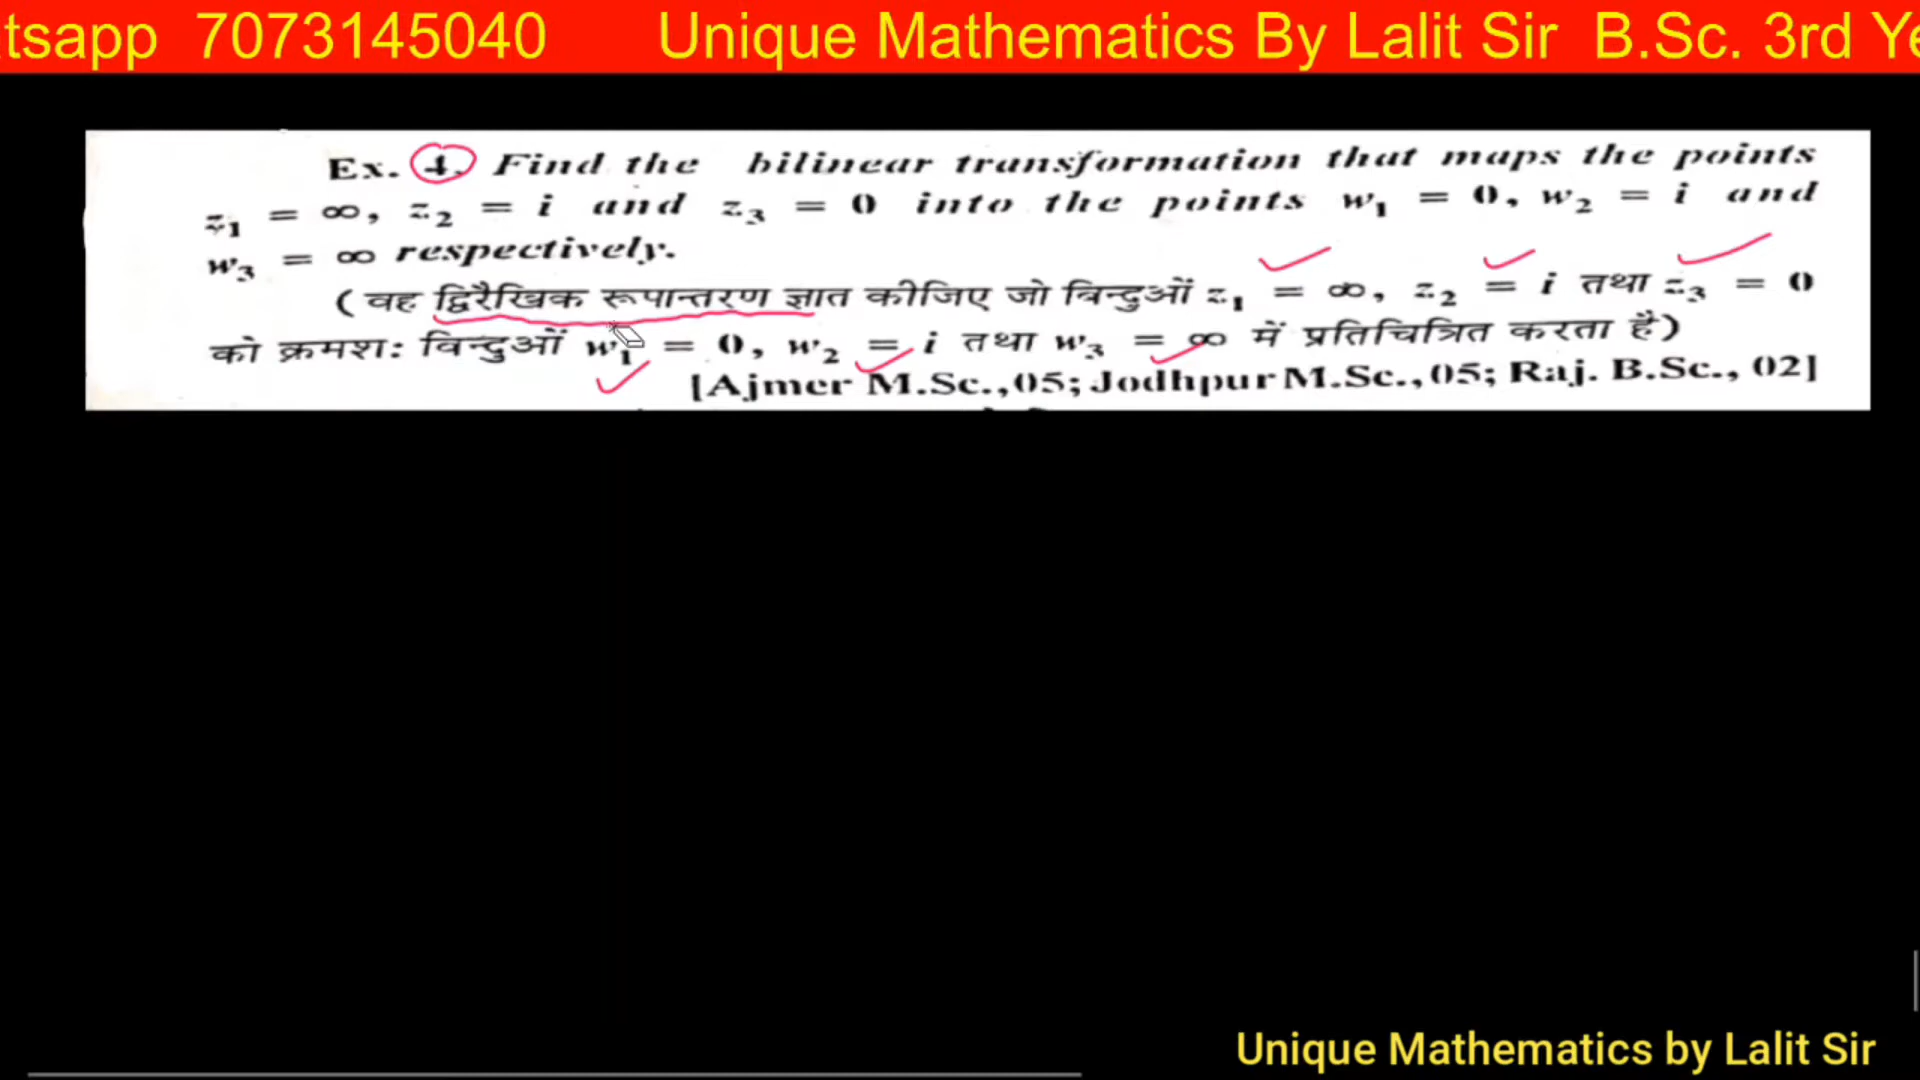 tsapp 7073145040 Unique Mathematics By Lalit Sir B.Sc. 3rd Ye
Ex. 4. Find the bilinear transformation that maps the points
z₁ = ∞, z₂ = i and z₃ = 0 into the points w₁ = 0, w₂ = i and
w₃ = ∞ respectively.
( वह द्विरैखिक रूपान्तरण ज्ञात कीजिए जो बिन्दुओं z₁ = ∞, z₂ = i तथा z₃ = 0
को क्रमश: बिन्दुओं w₁ = 0, w₂ = i तथा w₃ = ∞ में प्रतिचित्रित करता है)
[Ajmer M.Sc.,05; Jodhpur M.Sc.,05; Raj. B.Sc., 02]
Unique Mathematics by Lalit Sir